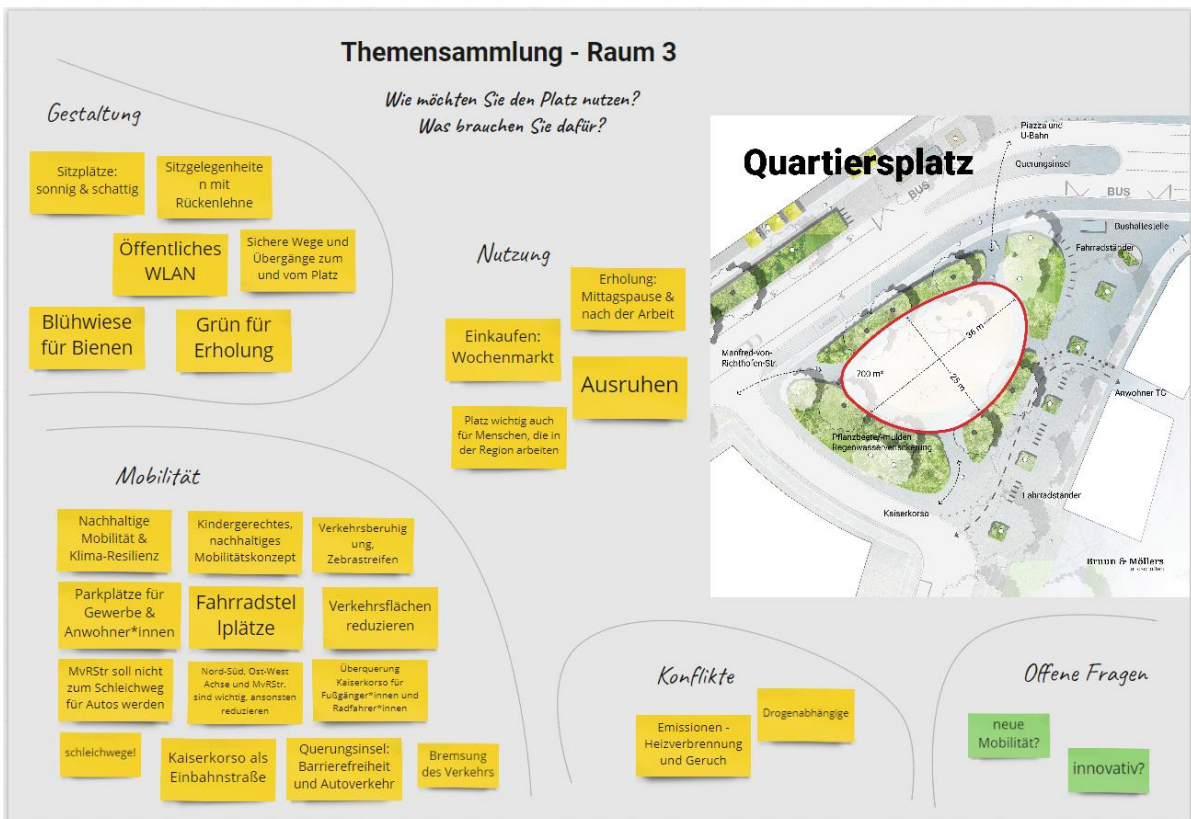 Themensammlung - Raum 3
Wie möchten Sie den Platz nutzen?
Was brauchen Sie dafür?
Gestaltung
Sitzplätze:
sonnig & schattig
Sitzgelegenheite
n mit
Rückenlehne
Öffentliches
WLAN
Sichere Wege und
Übergänge zum
und vom Platz
Blühwiese
für Bienen
Grün für
Erholung
Nutzung
Erholung:
Mittagspause &
nach der Arbeit
Einkaufen:
Wochenmarkt
Ausruhen
Platz wichtig auch
für Menschen, die in
der Region arbeiten
Quartiersplatz
Piazza und
U-Bahn
Querungsinsel
BUS
BUS
Bushaltestelle
Fahrradständer
LADEN
Manfred-von-
Richthofen-Str.
36 m
700 m²
25 m
Anwohner TG
Pflanzbeete/-mulden
Regenwasserversickerung
Fahrradständer
Kaiserkorso
Braun & Möllers
Mobilität
Nachhaltige
Mobilität &
Klima-Resilienz
Kindergerechtes,
nachhaltiges
Mobilitätskonzept
Verkehrsberuhig
ung,
Zebrastreifen
Parkplätze für
Gewerbe &
Anwohner*innen
Fahrradstel
lplätze
Verkehrsflächen
reduzieren
MvRStr soll nicht
zum Schleichweg
für Autos werden
Nord-Süd, Ost-West
Achse und MvRStr.
sind wichtig, ansonsten
reduzieren
Überquerung
Kaiserkorso für
Fußgänger*innen und
Radfahrer*innen
schleichwege!
Kaiserkorso als
Einbahnstraße
Querungsinsel:
Barrierefreiheit
und Autoverkehr
Bremsung
des Verkehrs
Konflikte
Emissionen -
Heizverbrennung
und Geruch
Drogenabhängige
Offene Fragen
neue
Mobilität?
innovativ?